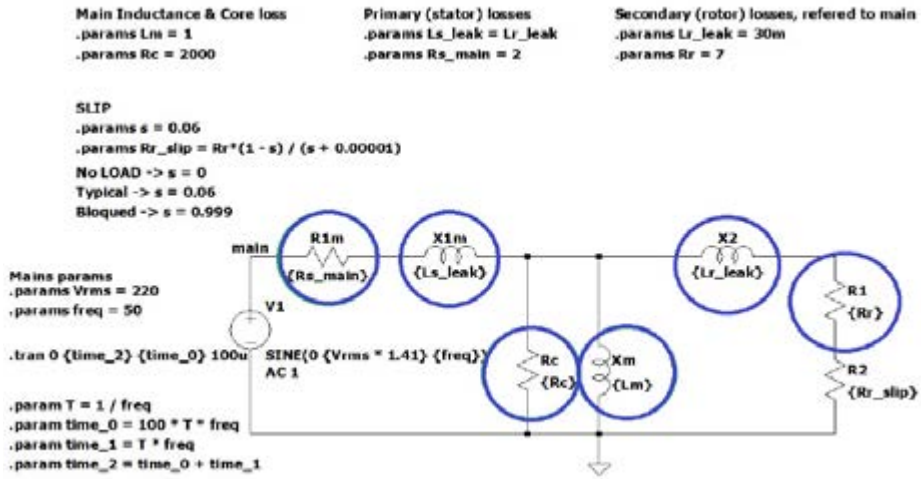 Main Inductance & Core loss
.params Lm = 1
.params Rc = 2000
Primary (stator) losses
.params Ls_leak = Lr_leak
.params Rs_main = 2
Secondary (rotor) losses, refered to main
.params Lr_leak = 30m
.params Rr = 7
SLIP
.params s = 0.06
.params Rr_slip = Rr*(1 - s) / (s + 0.00001)
No LOAD -> s = 0
Typical -> s = 0.06
Bloqued -> s = 0.999
main
R1m
{Rs_main}
X1m
{Ls_leak}
X2
{Lr_leak}
R1
{Rr}
Mains params
.params Vrms = 220
.params freq = 50
V1
.tran 0 {time_2} {time_0} 100u
SINE(0 {Vrms * 1.41} {freq})
AC 1
Rc
{Rc}
Xm
{Lm}
R2
{Rr_slip}
.param T = 1 / freq
.param time_0 = 100 * T * freq
.param time_1 = T * freq
.param time_2 = time_0 + time_1